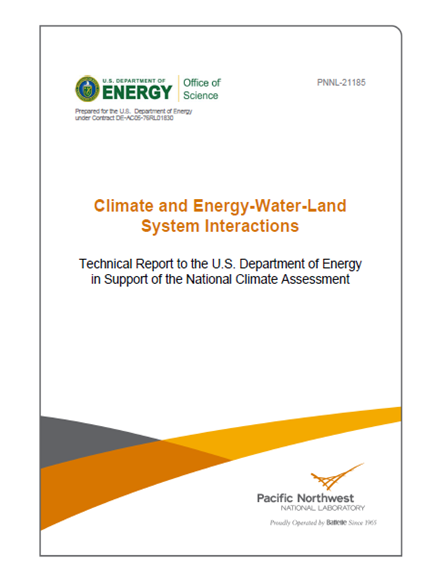 U.S. DEPARTMENT OF
ENERGY
Office of
Science
PNNL-21185
Prepared for the U.S. Department of Energy
under Contract DE-AC05-76RL01830
Climate and Energy-Water-Land
System Interactions
Technical Report to the U.S. Department of Energy
in Support of the National Climate Assessment
Pacific Northwest
NATIONAL LABORATORY
Proudly Operated by Battelle Since 1965